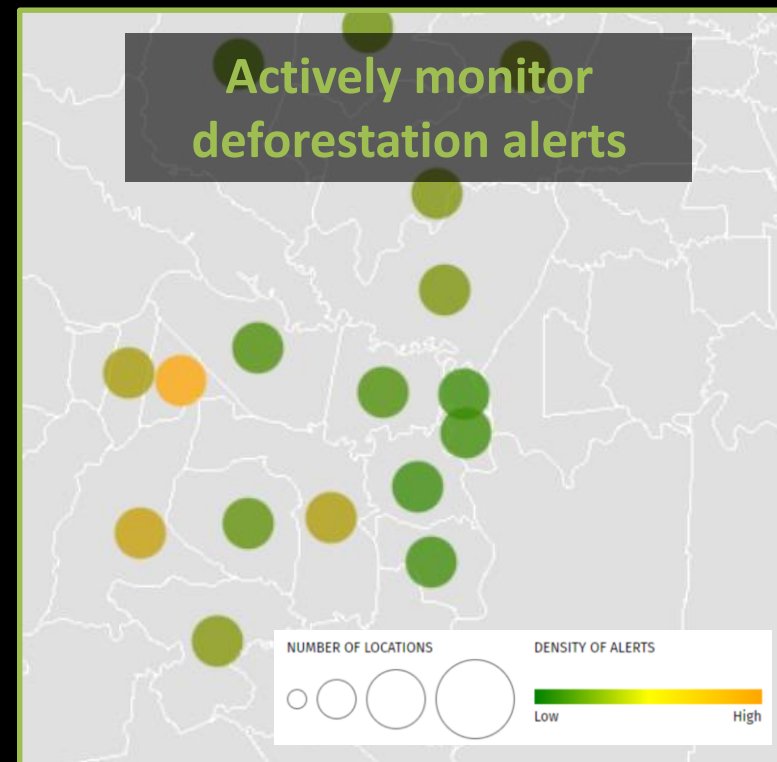 Actively monitor
deforestation alerts
NUMBER OF LOCATIONS
DENSITY OF ALERTS
Low
High